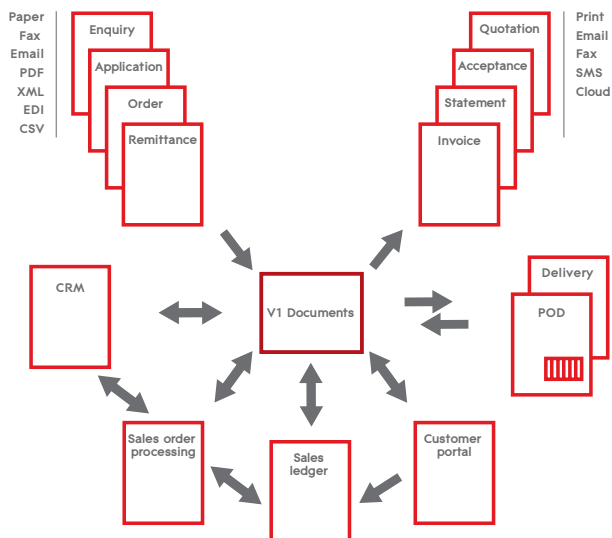 Paper
Fax
Email
PDF
XML
EDI
CSV
Enquiry
Application
Order
Remittance
Quotation
Acceptance
Statement
Invoice
Print
Email
Fax
SMS
Cloud
CRM
V1 Documents
Delivery
POD
Sales order
processing
Sales
ledger
Customer
portal